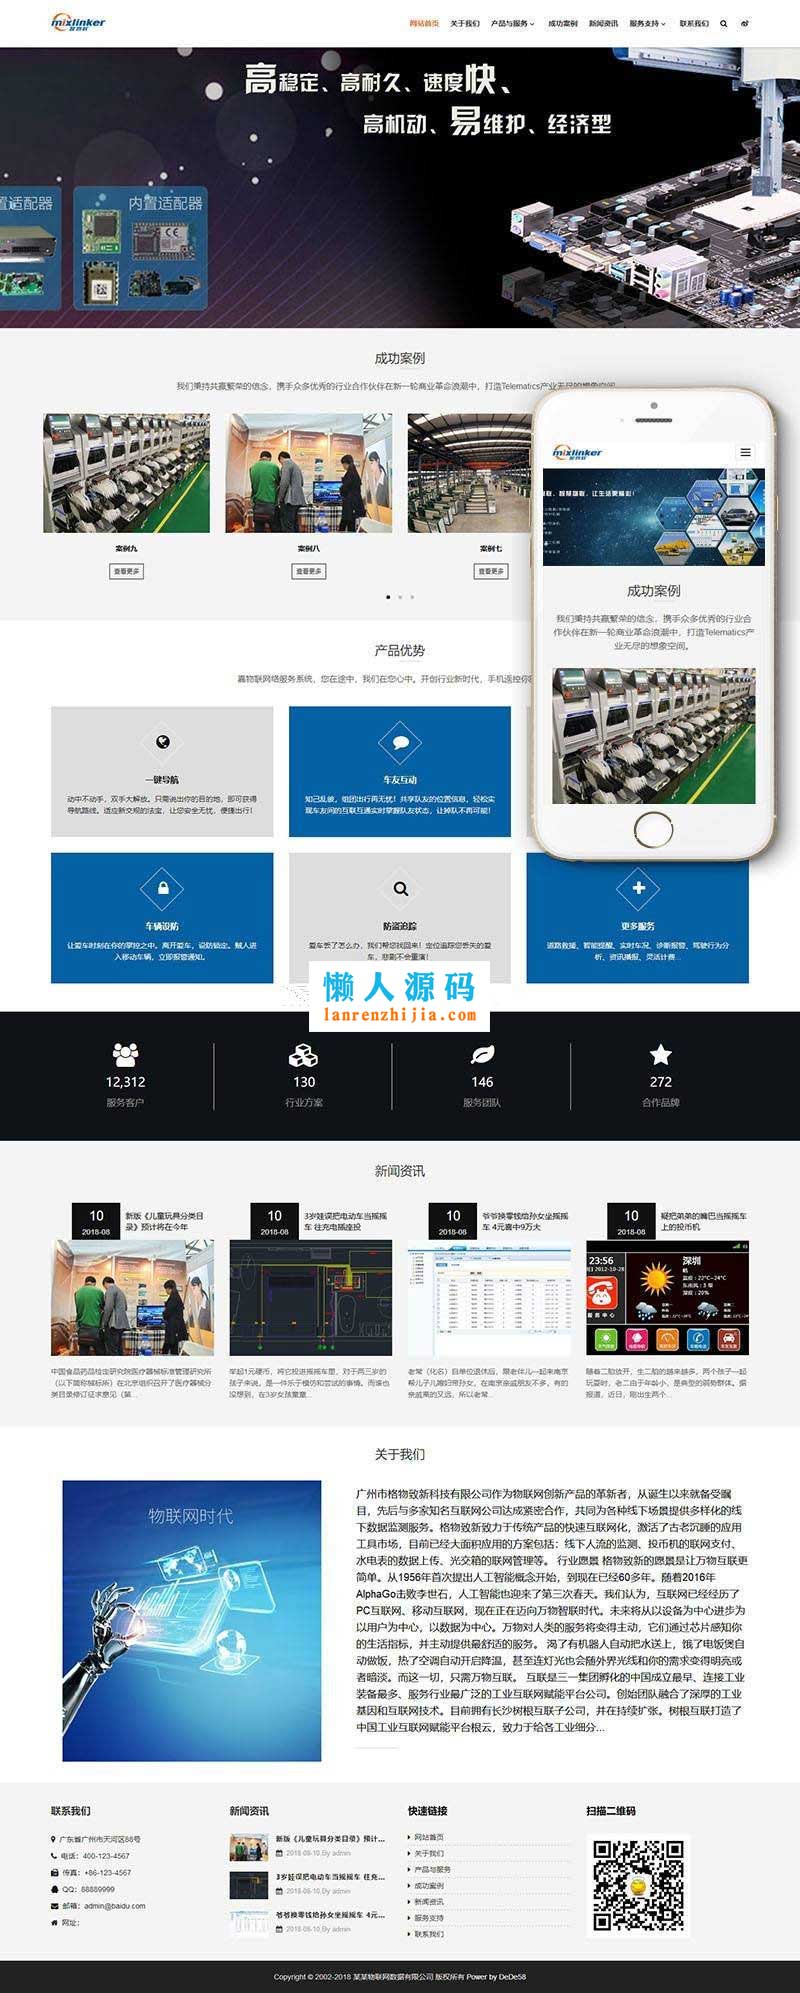 mixlinker
网站首页 关于我们 产品与服务 成功案例 新闻资讯 服务支持 联系我们
高稳定、高耐久、速度快、
高机动、易维护、经济型
置适配器
内置适配器
成功案例
我们秉持共赢繁荣的信念，携手众多优秀的行业合作伙伴在新一轮商业革命浪潮中，打造Telematics产业无尽的想象空间
案例九
案例八
案例七
查看更多
查看更多
查看更多
mixlinker
成功案例
我们秉持共赢繁荣的信念，携手众多优秀的行业合
作伙伴在新一轮商业革命浪潮中，打造Telematics产
业无尽的想象空间。
产品优势
嘉物联网络服务系统，您在途中，我们在您心中。开创行业新时代，手机遥控你
一键导航
动中不动手，双手大解放。只需说出你的目的地，即可获得
导航路线。适应新交规的法宝，让您安全无忧，便捷出行！
车友互动
知己乱彼，组团出行再无忧！共享队友的位置信息，轻松实
现车友间的互联互通实时掌握队友状态，让掉队不再可能！
车辆设防
让爱车时刻在你的掌控之中。离开爱车，设防锁定。贼人进
入移动车辆，立即报警通知。
防盗追踪
爱车丢了怎么办，我们帮您找回来！定位追踪您丢失的爱
车，悲剧不会重演！
更多服务
道路救援、智能提醒、实时车况、诊断报警、驾驶行为分
析、资讯播报、灵活计费...
懒人源码
lanrenzhijia.com
12,312
服务客户
130
行业方案
146
服务团队
272
合作品牌
新闻资讯
10
2018-08
新版《儿童玩具分类目
录》预计将在今年
10
2018-08
3岁娃误把电动车当摇摇
车 往充电插座投
10
2018-08
爷爷换零钱给孙女坐摇摇
车 4元喜中9万大
10
2018-08
疑把弟弟的嘴巴当摇摇车
上的投币机
23:56
2012-10-28
服务中心
深圳
中国食品药品检定研究院医疗器械标准管理研究所
（以下简称械标所）在北京组织召开了医疗器械分
类目录修订征求意见（第...
举起1元硬币，将它投进摇摇车里，对于两三岁的
孩子来说，是一件乐于模仿和尝试的事情。而谁也
没想到，在3岁女孩童童...
老常（化名）自单位退休后，跟老伴儿一起来南京
帮儿子儿媳妇带孙女，在南京亲戚朋友不多，有的
亲戚离的又远，所以老常...
随着二胎放开，生二胎的越来越多，两个孩子一起
玩耍时，老二由于年龄小，是典型的弱势群体。据
报道，近日，刚出生两个...
关于我们
物联网时代
广州市格物致新科技有限公司作为物联网创新产品的革新者，从诞生以来就备受瞩
目，先后与多家知名互联网公司达成紧密合作，共同为各种线下场景提供多样化的线
下数据监测服务。格物致新致力于传统产品的快速互联网化，激活了古老沉睡的应用
工具市场，目前已经大面积应用的方案包括：线下人流的监测、投币机的联网支付、
水电表的数据上传、光交箱的联网管理等。 行业愿景 格物致新的愿景是让万物互联更
简单。从1956年首次提出人工智能概念开始，到现在已经60多年。随着2016年
AlphaGo击败李世石，人工智能也迎来了第三次春天。我们认为，互联网已经经历了
PC互联网、移动互联网，现在正在迈向万物智联时代。未来将从以设备为中心进步为
以用户为中心，以数据为中心。万物对人类的服务将变得主动，它们通过芯片感知你
的生活指标，并主动提供最舒适的服务。 渴了有机器人自动把水送上，饿了电饭煲自
动做饭，热了空调自动开启降温，甚至连灯光也会随外界光线和你的需求变得明亮或
者暗淡。而这一切，只需万物互联。 互联是三一集团孵化的中国成立最早、连接工业
装备最多、服务行业最广泛的工业互联网赋能平台公司。创始团队融合了深厚的工业
基因和互联网技术。目前拥有长沙树根互联子公司，并在持续扩张。树根互联打造了
中国工业互联网赋能平台根云，致力于给各工业细分...
联系我们
广东省广州市天河区88号
电话：400-123-4567
传真：+86-123-4567
QQ：88889999
邮箱：admin@baidu.com
网址：
新闻资讯
新版《儿童玩具分类目录》预计...
2018-08-10,By admin
3岁娃误把电动车当摇摇车 往充...
2018-08-10,By admin
爷爷换零钱给孙女坐摇摇车 4元...
2018-08-10,By admin
快速链接
网站首页
关于我们
产品与服务
成功案例
新闻资讯
服务支持
联系我们
扫描二维码
Copyright © 2002-2018 某某物联网数据有限公司 版权所有 Power by DeDe58